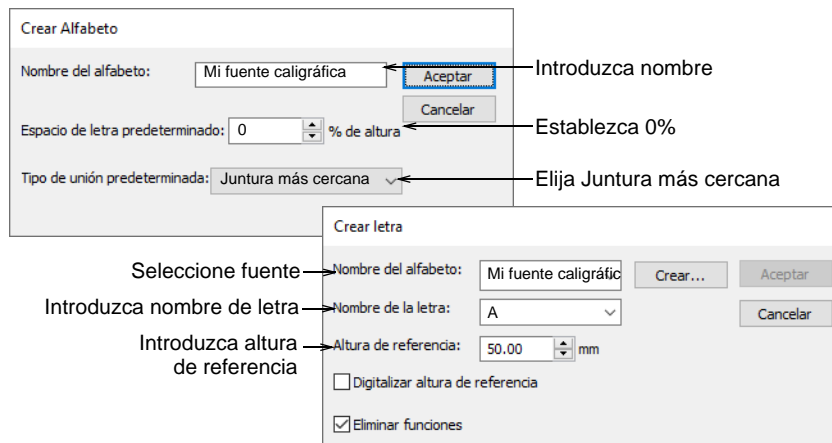 Crear Alfabeto
Nombre del alfabeto: Mi fuente caligráfica Aceptar Introduzca nombre
Cancelar
Espacio de letra predeterminado: 0 % de altura Establezca 0%
Tipo de unión predeterminada: Juntura más cercana Elija Juntura más cercana
Crear letra
Seleccione fuente Nombre del alfabeto: Mi fuente caligráfic Crear... Aceptar
Introduzca nombre de letra Nombre de la letra: A Cancelar
Introduzca altura de referencia Altura de referencia: 50.00 mm
Digitalizar altura de referencia
Eliminar funciones